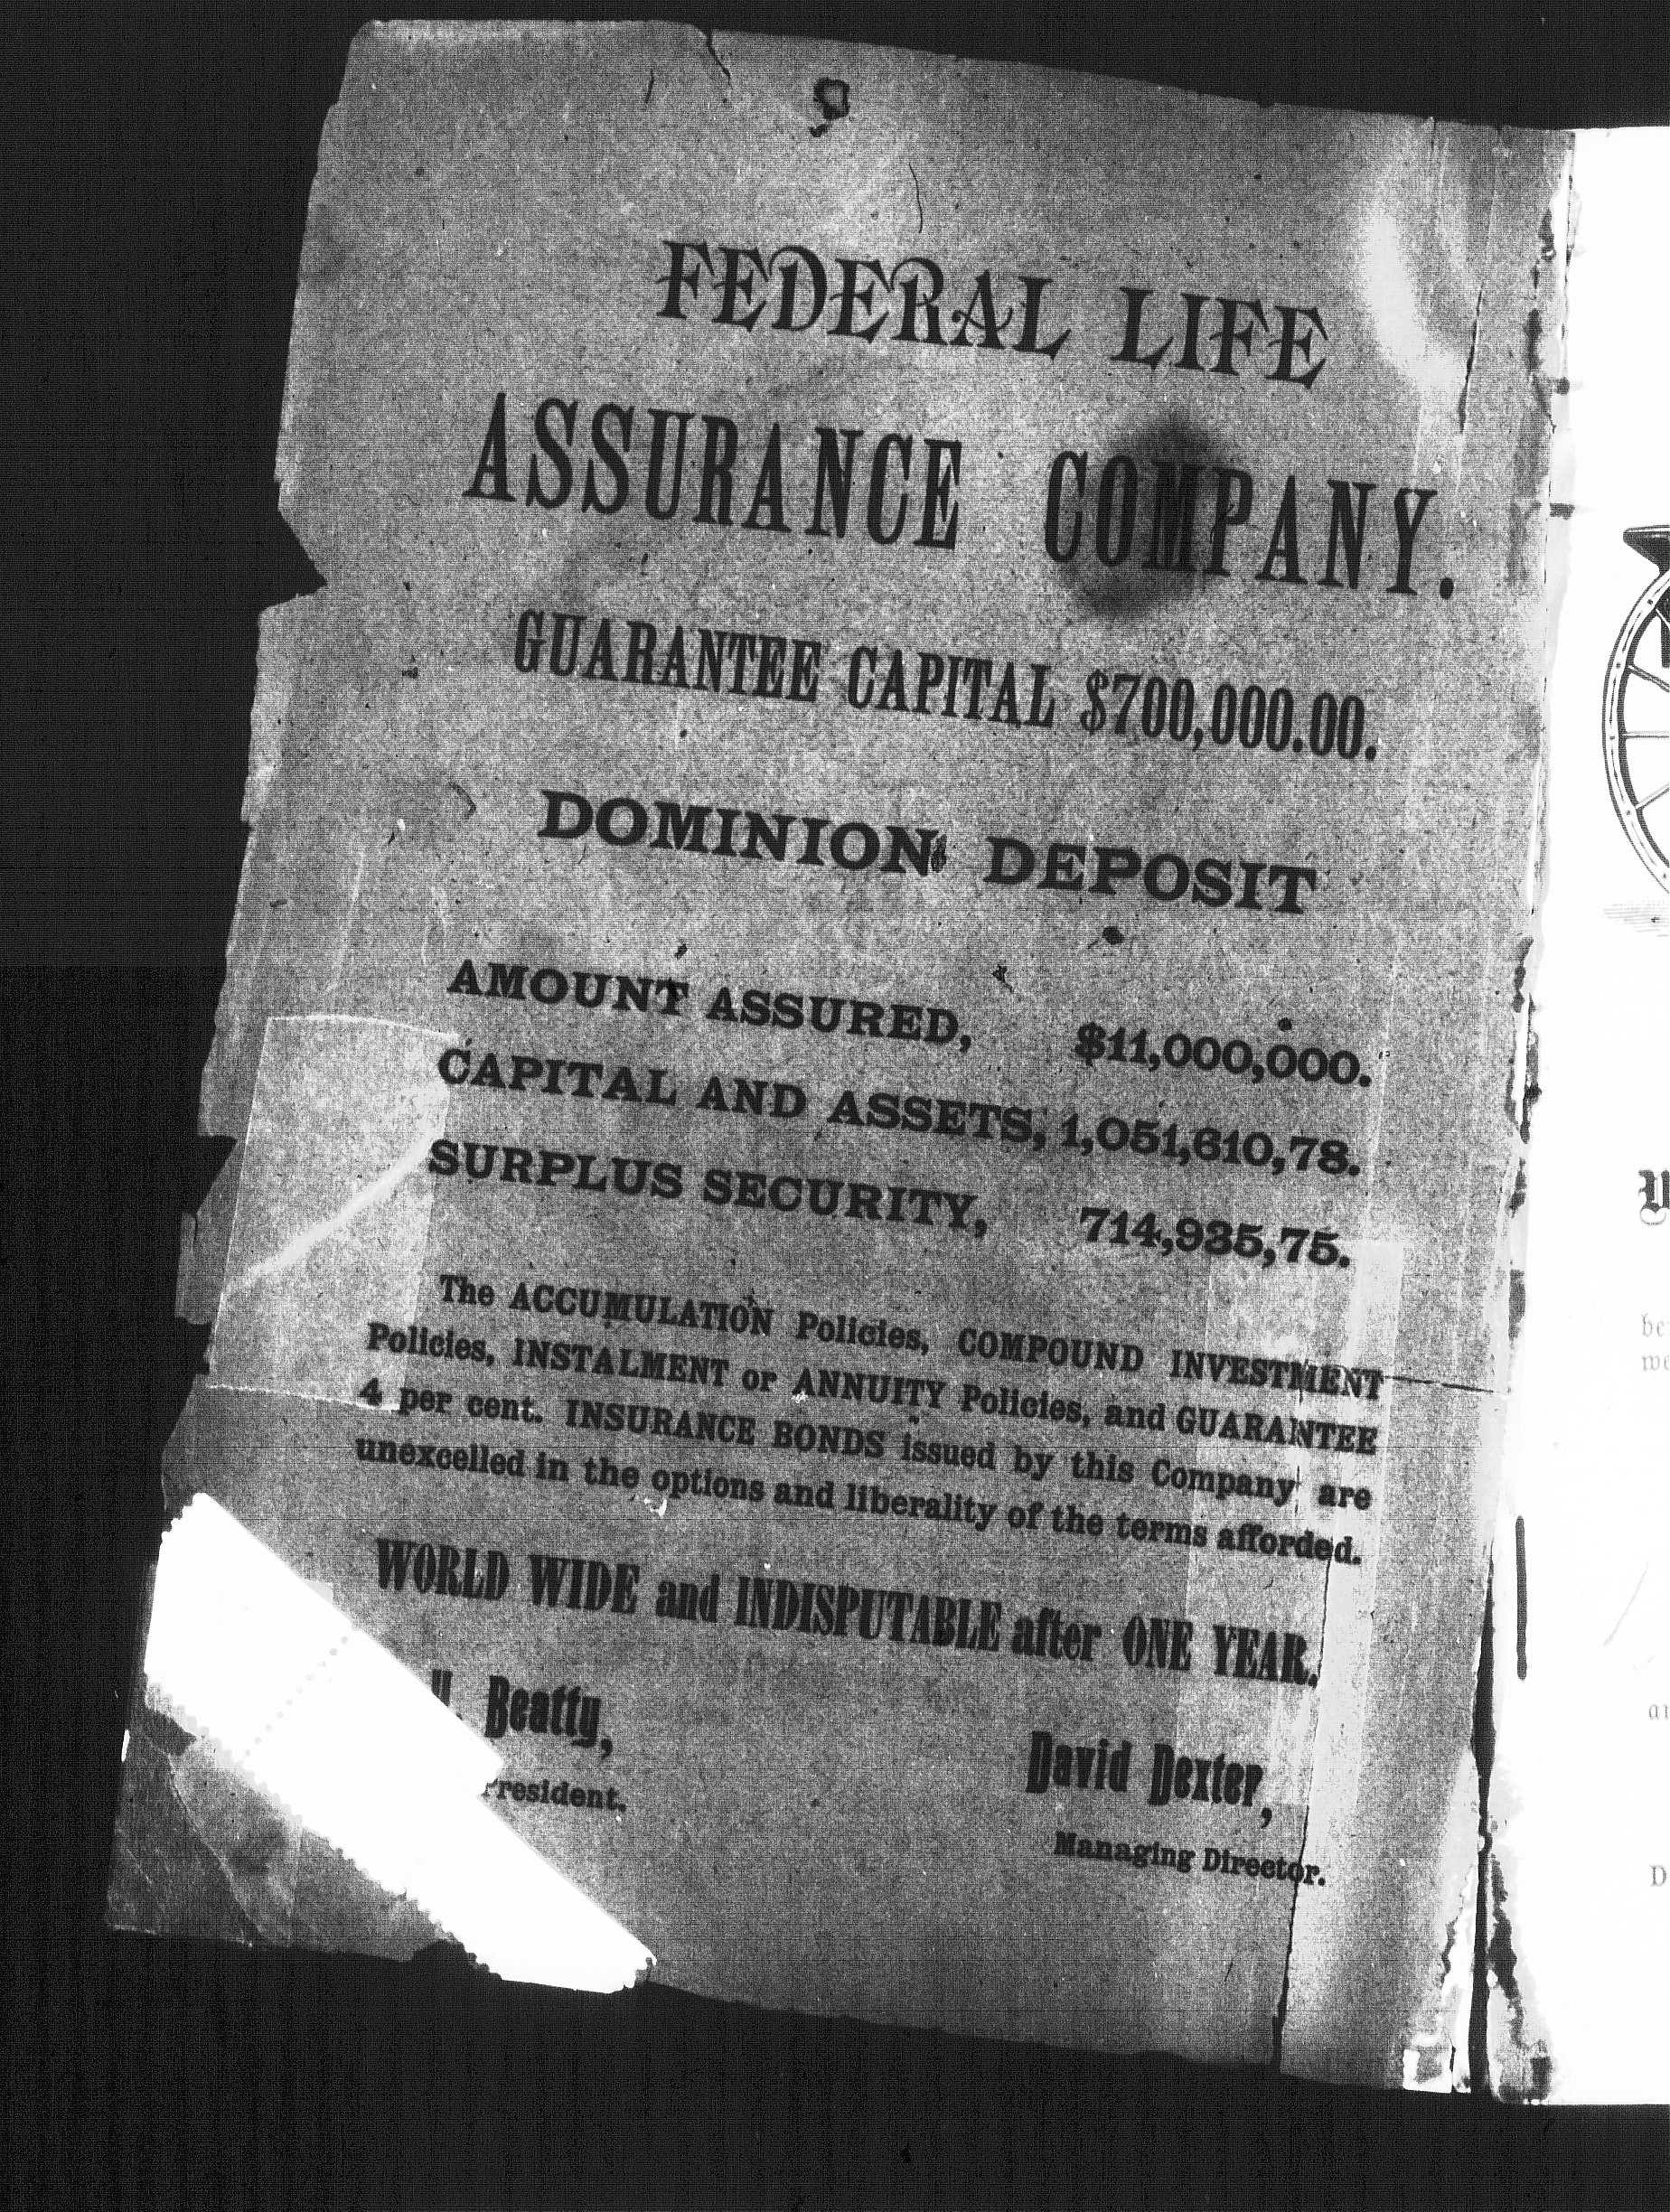 FEDERAL LIFE
ASSURANCE COMPANY.
GUARANTEE CAPITAL $700,000.00.
DOMINION DEPOSIT
AMOUNT ASSURED, $11,000,000.
CAPITAL AND ASSETS, 1,051,610,78.
SURPLUS SECURITY, 714,935,75.
The ACCUMULATION Policies, COMPOUND INVESTMENT
Policies, INSTALMENT or ANNUITY Policies, and GUARANTEE
4 per cent. INSURANCE BONDS issued by this Company are
unexcelled in the options and liberality of the terms afforded.
WORLD WIDE and INDISPUTABLE after ONE YEAR.
Beatty,
President.
David Dexter,
Managing Director.